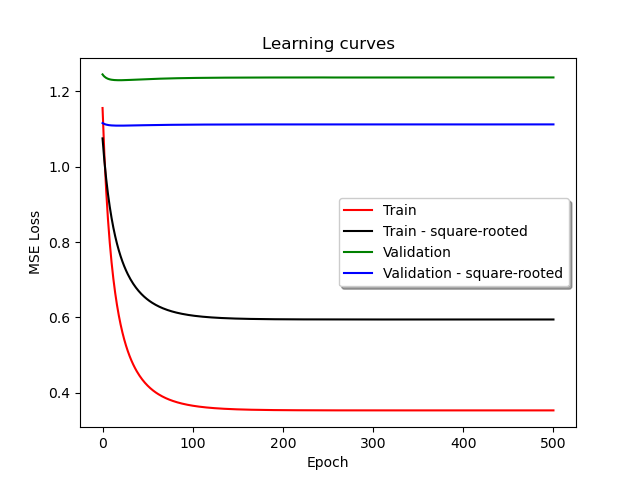 Learning curves
MSE Loss
1.2
1.0
0.8
0.6
0.4
Train
Train - square-rooted
Validation
Validation - square-rooted
0
100
200
300
400
500
Epoch